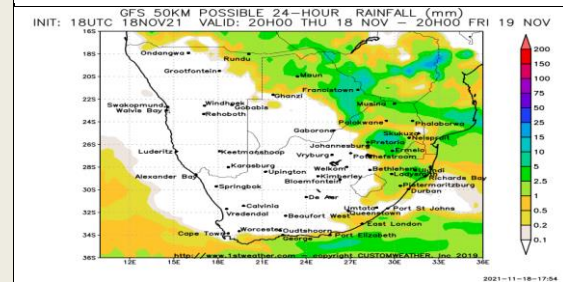 GFS 50KM POSSIBLE 24-HOUR RAINFALL (mm)
INIT: 18UTC 18NOV21 VALID: 20H00 THU 18 NOV – 20H00 FRI 19 NOV
16S
18S
20S
22S
24S
26S
28S
30S
32S
34S
36S
Ondangwa
Rundu
Grootfontein
Maun
Francistown
Ghanzi
Windhoek
Gobabis
Swakopmund
Walvis Bay
Rehoboth
Musina
Polokwane
Phalaborwa
Gaborone
Skukuza
Nelspruit
Johannesburg
Pretoria
Luderitz
Keetmanshoop
Vryburg
Potchefstroom
Ermelo
Karasburg
Upington
Welkom
Bethlehem
Ulundi
Alexander Bay
Kimberley
Ladysmith
Richards Bay
Bloemfontein
Springbok
Pietermaritzburg
Durban
De Aar
Calvinia
Umtata
Port St Johns
Vredendal
Beaufort West
Queenstown
East London
Cape Town
Worcester
Oudtshoorn
George
Port Elizabeth
http://www.1stweather.com – copyright CUSTOMWEATHER, Inc 2019
12E
15E
18E
21E
24E
27E
30E
33E
36E
200
150
100
75
50
25
15
10
5
2.5
1
0.5
0.2
0.1
2021-11-18-17:54